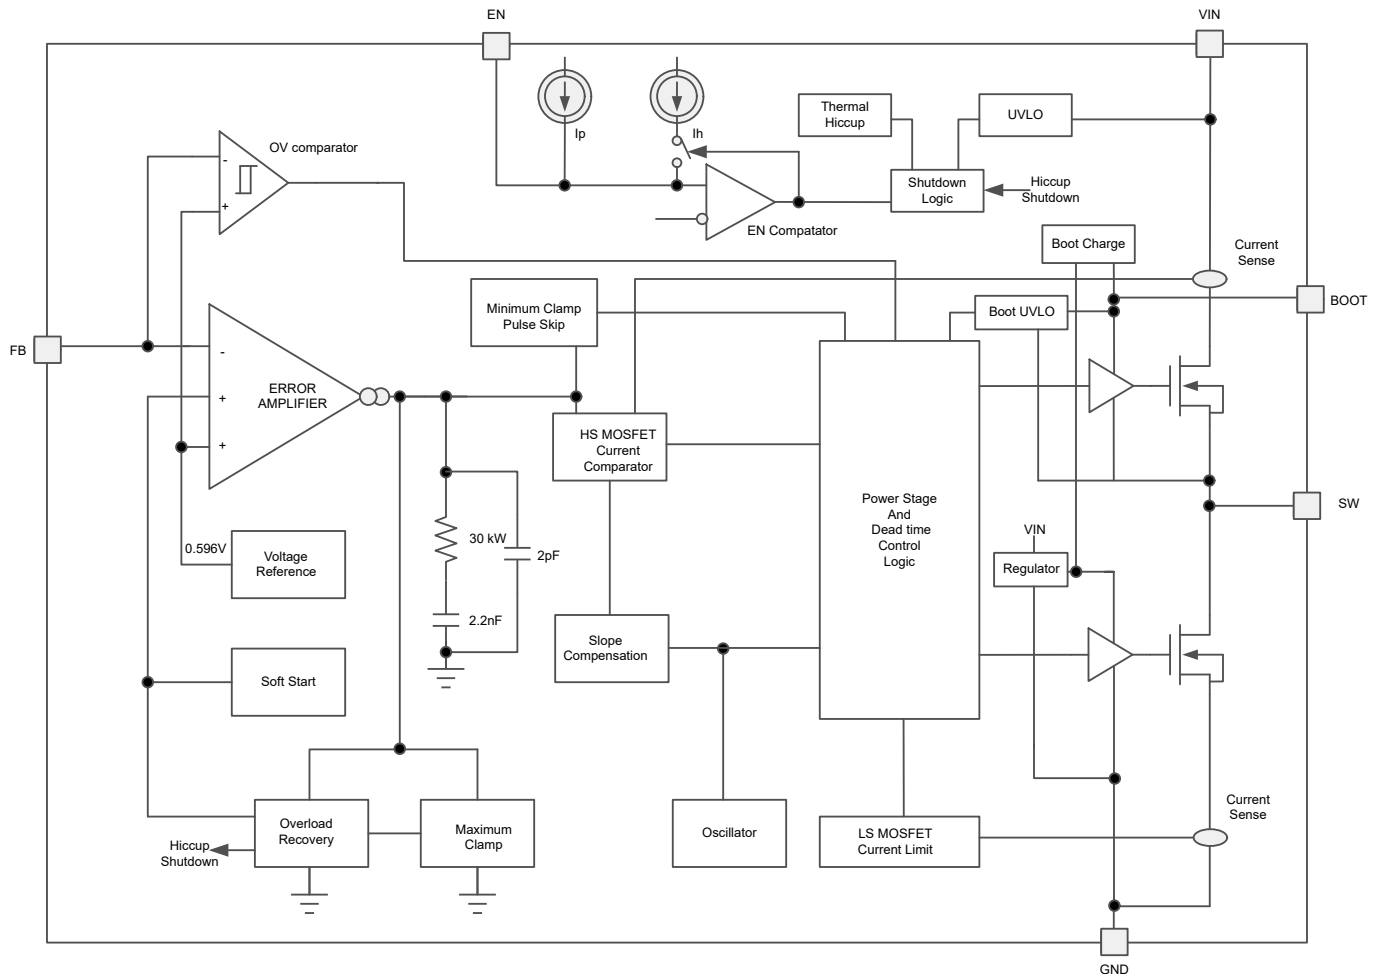 EN
VIN
Ip
Ih
Thermal
Hiccup
UVLO
OV comparator
-
+
Shutdown
Logic
Hiccup
Shutdown
EN Compatator
Boot Charge
Current
Sense
Minimum Clamp
Pulse Skip
Boot UVLO
BOOT
FB
-
ERROR
AMPLIFIER
+
+
HS MOSFET
Current
Comparator
Power Stage
And
Dead time
Control
Logic
SW
0.596V
Voltage
Reference
30 kW
2pF
2.2nF
VIN
Regulator
Slope
Compensation
Soft Start
Overload
Recovery
Maximum
Clamp
Hiccup
Shutdown
Oscillator
LS MOSFET
Current Limit
Current
Sense
GND